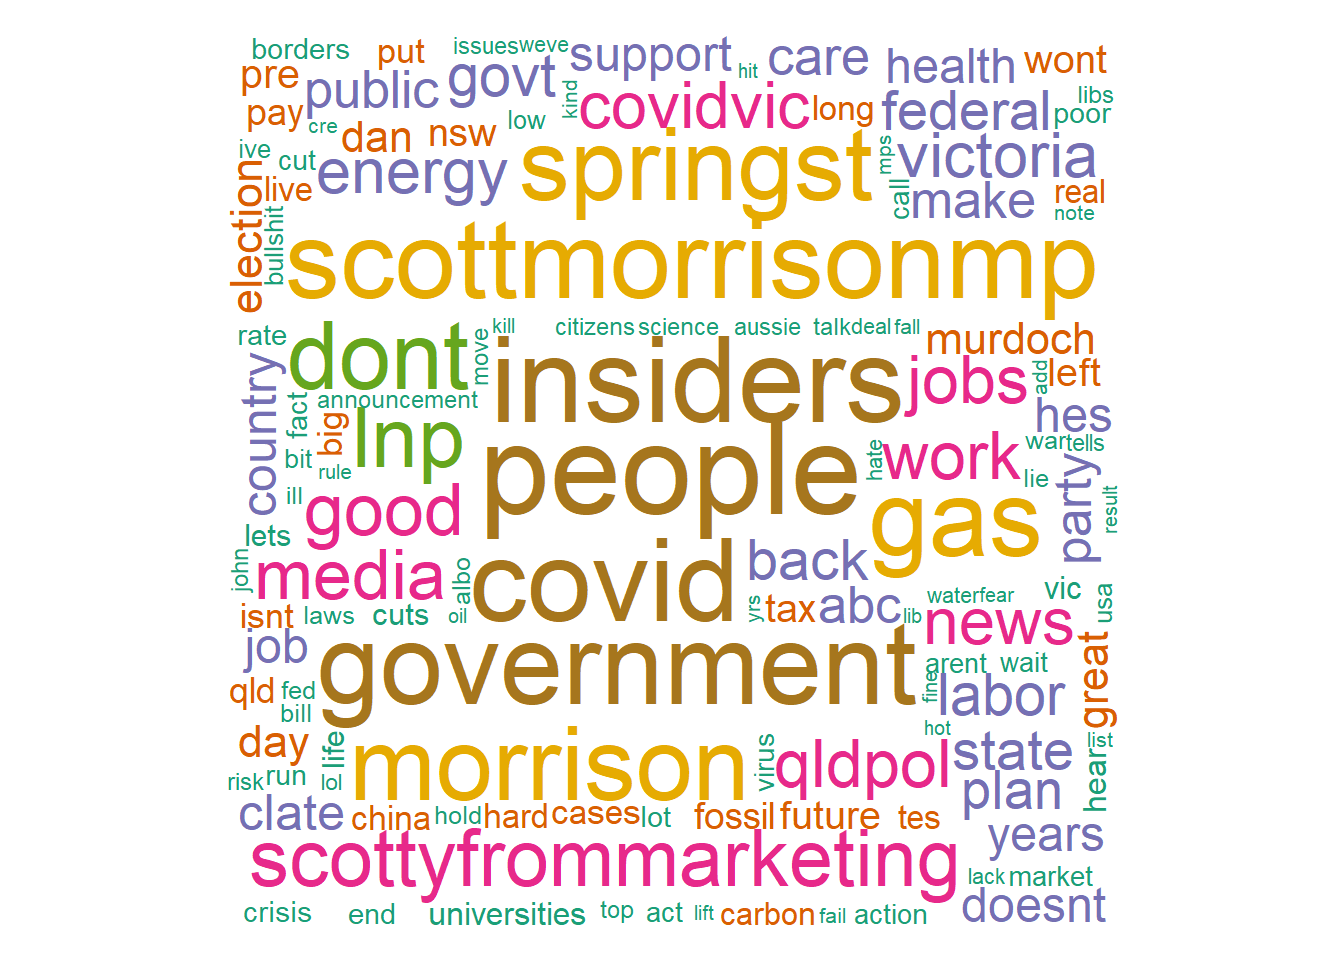 borders put issues weve support hit care health wont
pre public govt kind covidvic long federal libs poor
pay cre dan nsw low springst mps victoria
ive cut energy call make real note
election live bullshit scottmorrisonmp
rate dont move kill citizens science aussie talk deal fall murdoch
country fact announcement insiders jobs add left
big lnp people hate work hes
bit rule war tells lie
ill good gas party result
lets media albo covid back
john isnt laws cuts oil yrs tax abc lib waterfear vic usa
job government news arent wait great
qld fed bill fine labor
day life morrison virus qldpol hot state list
risk run lol plan hear
clate china hold hard cases lot fossil future tes years
scottyfrommarketing lack market
crisis end universities top act lift carbon fail action doesnt